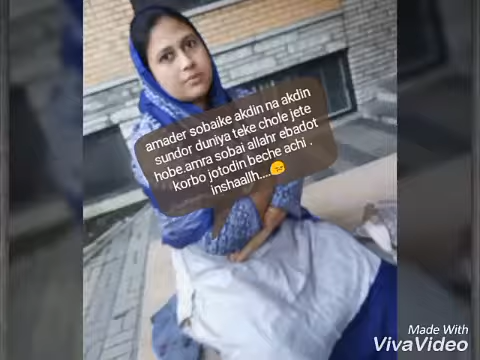 amader sobaike akdin na akdin
sundor duniya teke chole jete
hobe.amra sobai allahr ebadot
korbo jotodin beche achi .
inshaallh....😏
Made With
VivaVideo